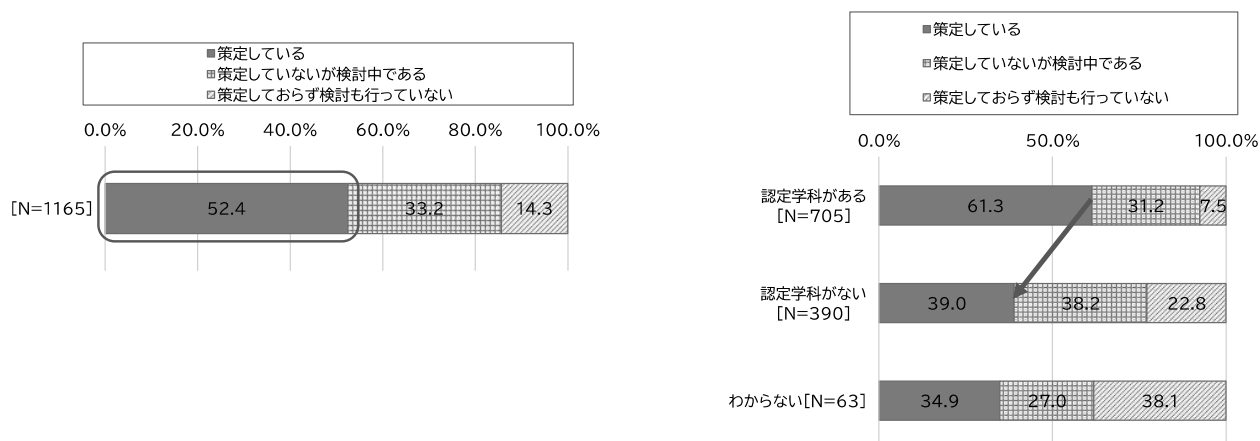 策定している
策定していないが検討中である
策定しておらず検討も行っていない
0.0% 20.0% 40.0% 60.0% 80.0% 100.0%
[N=1165] 52.4 33.2 14.3
策定している
策定していないが検討中である
策定しておらず検討も行っていない
0.0% 50.0% 100.0%
認定学科がある
[N=705]
61.3 31.2 7.5
認定学科がない
[N=390]
39.0 38.2 22.8
わからない[N=63] 34.9 27.0 38.1